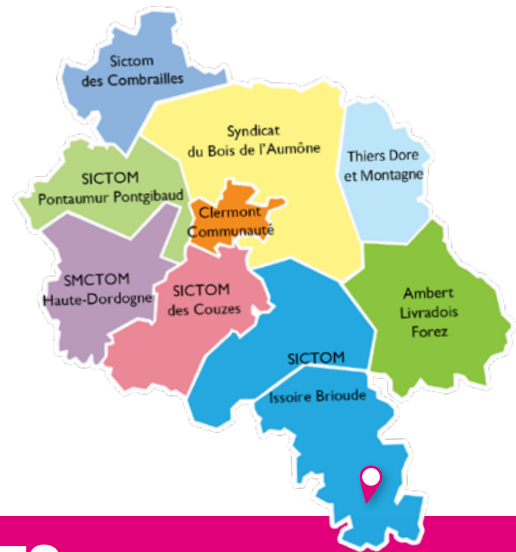 Sictom
des Combrailles
Syndicat
du Bois de l'Aumône
Thiers Dore
et Montagne
SICTOM
Pontaumur Pontgibaud
Clermont
Communauté
SMCTOM
Haute-Dordogne
SICTOM
des Couzes
Ambert
Livradois
Forez
SICTOM
Issoire Brioude